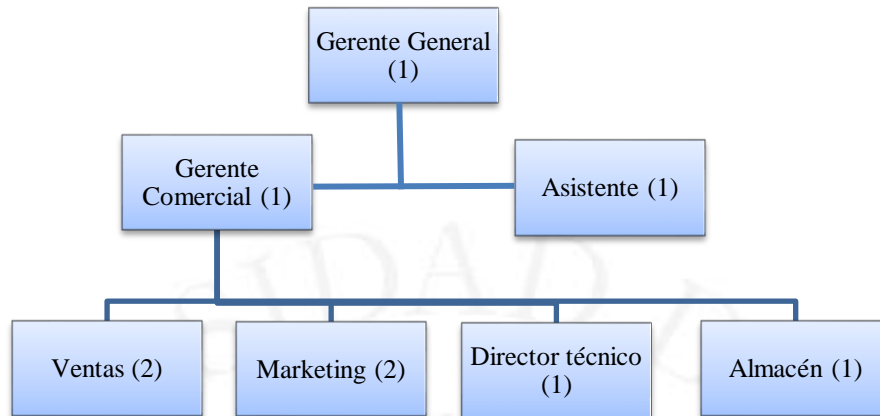 Gerente General
(1)
Gerente
Comercial (1)
Asistente (1)
Ventas (2)
Marketing (2)
Director técnico
(1)
Almacén (1)